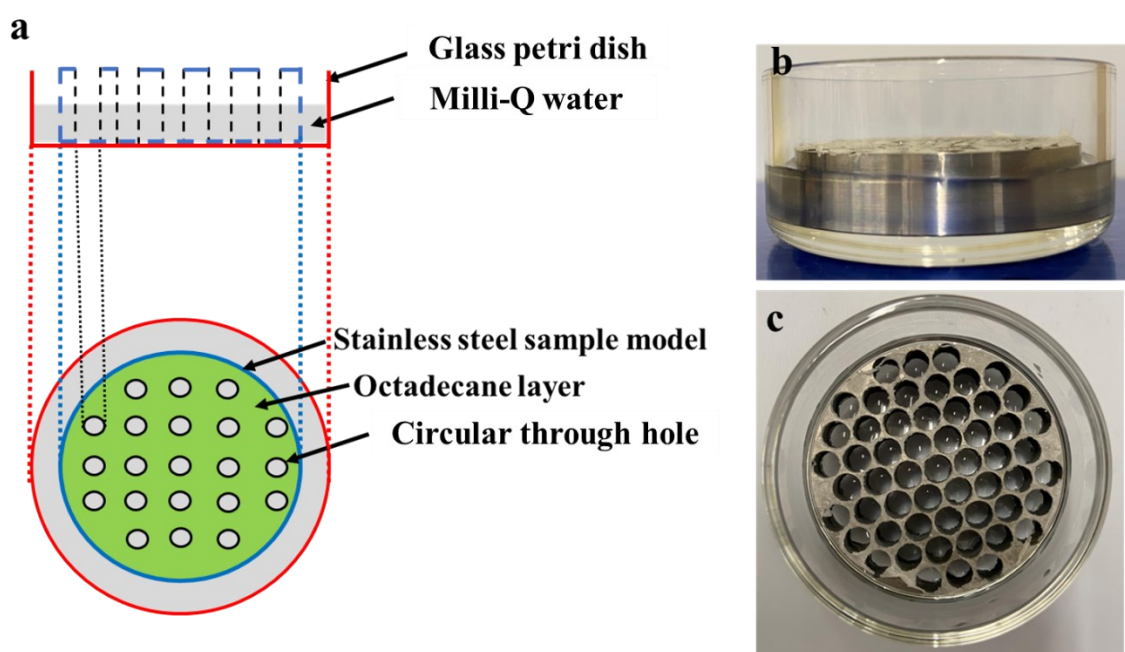 a
Glass petri dish
Milli-Q water
Stainless steel sample model
Octadecane layer
Circular through hole
b
c